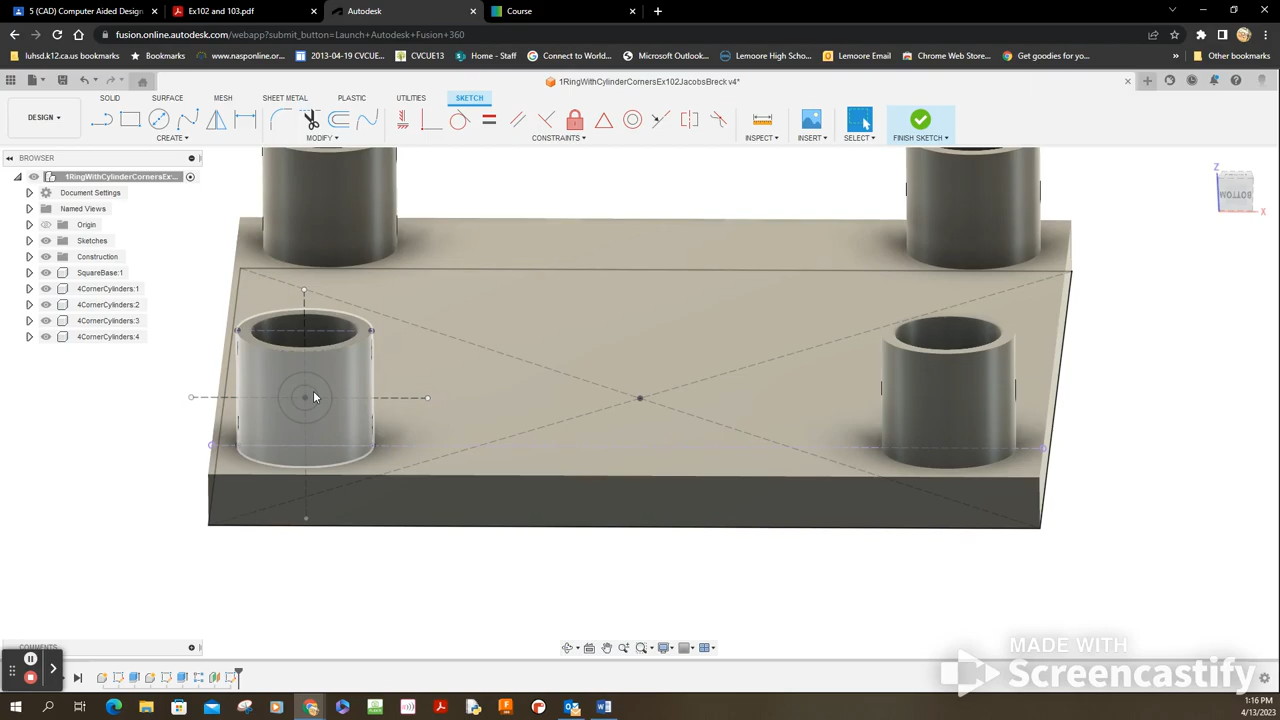 5 (CAD) Computer Aided Design
Ex102 and 103.pdf
Autodesk
Course
fusion.online.autodesk.com/webapp?submit_button=Launch+Autodesk+Fusion+360
luhsd.k12.ca.us bookmarks
www.nasponline.org
2013-04-19 CVCUE...
CVCUE13
Home - Staff
Connect to World...
Microsoft Outlook...
Lemoore High Scho...
Chrome Web Store...
Get goodies for yo...
Other bookmarks
1RingWithCylinderCornersEx102JacobsBreck v4*
SOLID
SURFACE
MESH
SHEET METAL
PLASTIC
UTILITIES
SKETCH
DESIGN
CREATE
MODIFY
CONSTRAINTS
INSPECT
INSERT
SELECT
FINISH SKETCH
BROWSER
1RingWithCylinderCornersEx...
Document Settings
Named Views
Origin
Sketches
Construction
SquareBase:1
4CornerCylinders:1
4CornerCylinders:2
4CornerCylinders:3
4CornerCylinders:4
Z
BOTTOM
X
COMMENTS
MADE WITH
Screencastify
1:16 PM
4/13/2023